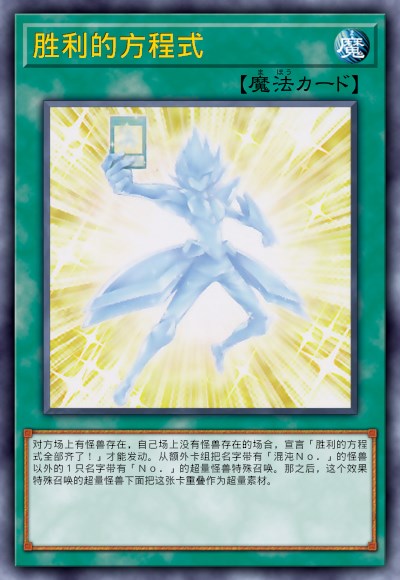 胜利的方程式
魔
【魔法カード】
ま ほう
对方场上有怪兽存在，自己场上没有怪兽存在的场合，宣言「胜利的方程
式全部齐了！」才能发动。从额外卡组把名字带有「混沌No．」的怪兽
以外的１只名字带有「No．」的超量怪兽特殊召唤。那之后，这个效果
特殊召唤的超量怪兽下面把这张卡重叠作为超量素材。